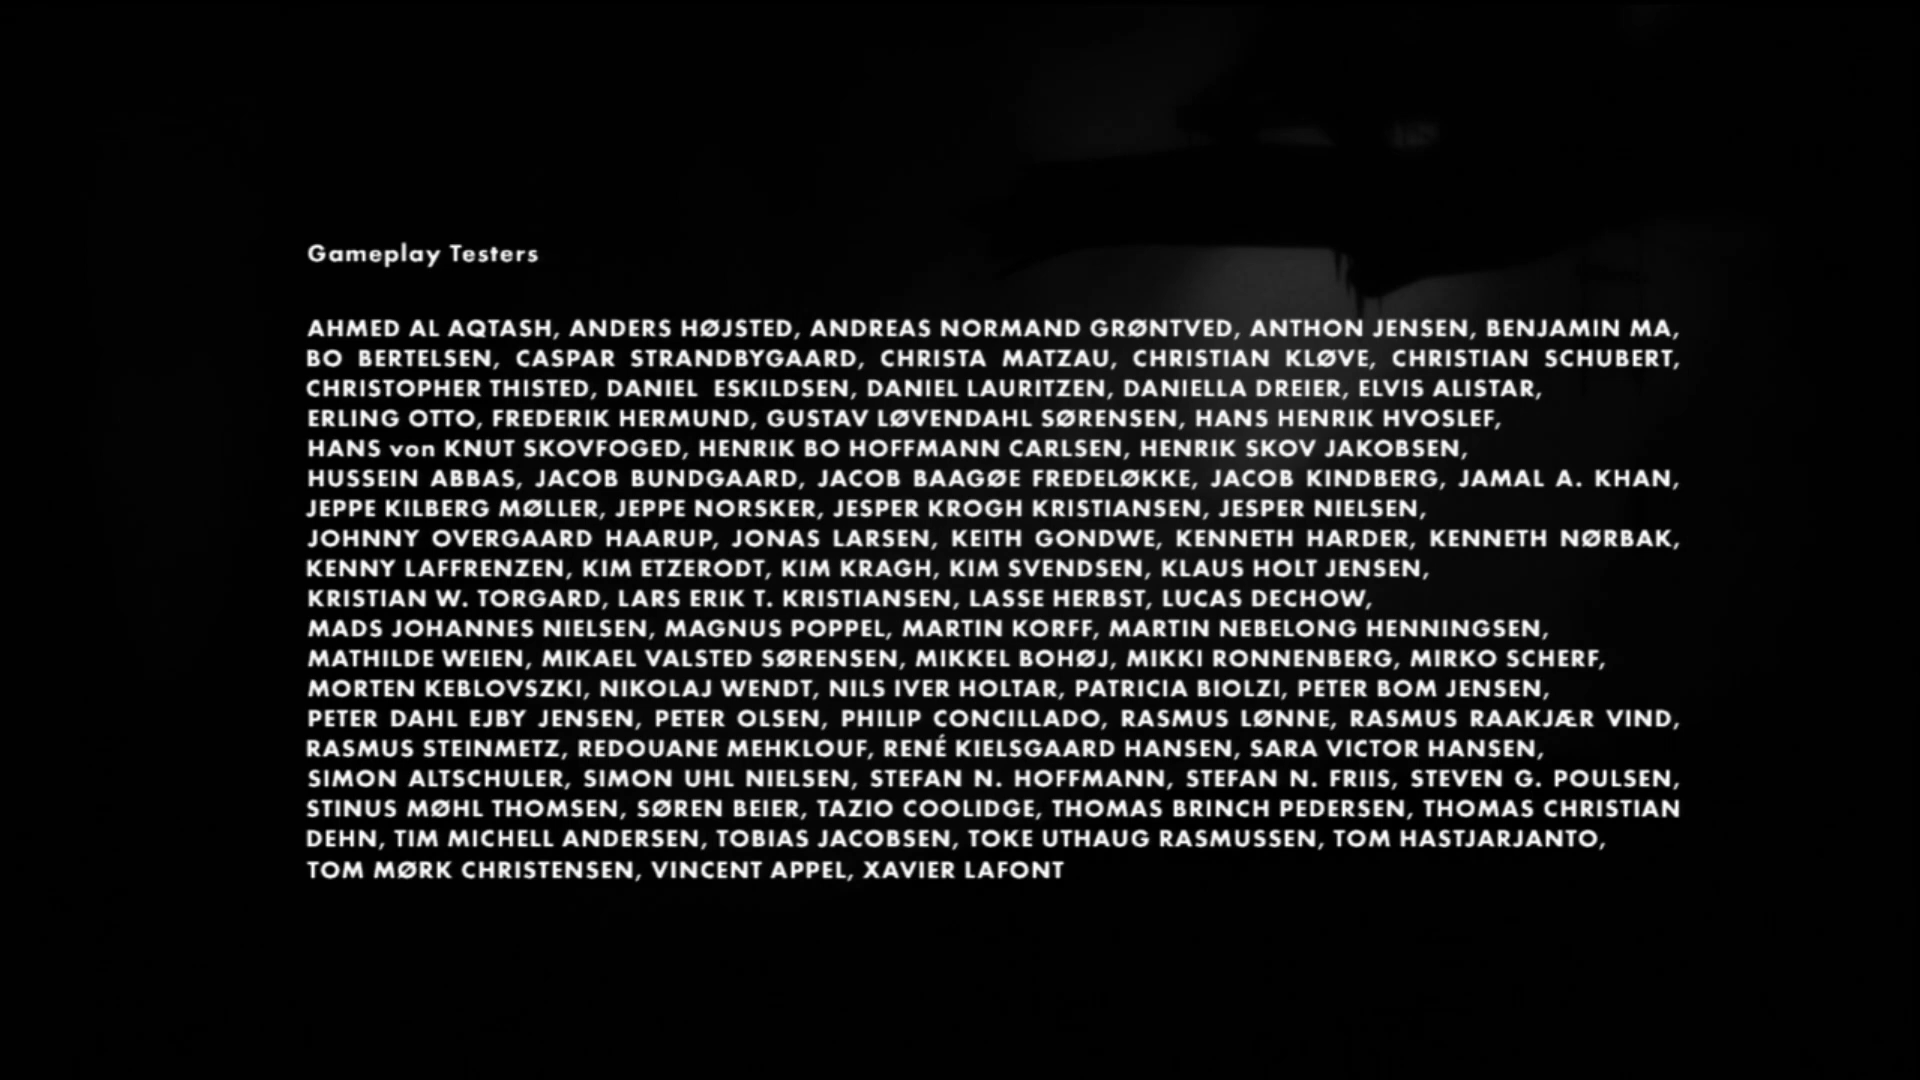 Gameplay Testers
AHMED AL AQTASH, ANDERS HØJSTED, ANDREAS NORMAND GRØNTVED, ANTHON JENSEN, BENJAMIN MA,
BO BERTELSEN, CASPAR STRANDBYGAARD, CHRISTA MATZAU, CHRISTIAN KLØVE, CHRISTIAN SCHUBERT,
CHRISTOPHER THISTED, DANIEL ESKILDSEN, DANIEL LAURITZEN, DANIELLA DREIER, ELVIS ALISTAR,
ERLING OTTO, FREDERIK HERMUND, GUSTAV LØVENDAHL SØRENSEN, HANS HENRIK HVOSLEF,
HANS von KNUT SKOVFOGED, HENRIK BO HOFFMANN CARLSEN, HENRIK SKOV JAKOBSEN,
HUSSEIN ABBAS, JACOB BUNDGAARD, JACOB BAAGØE FREDELØKKE, JACOB KINDBERG, JAMAL A. KHAN,
JEPPE KILBERG MØLLER, JEPPE NORSKER, JESPER KROGH KRISTIANSEN, JESPER NIELSEN,
JOHNNY OVERGAARD HAARUP, JONAS LARSEN, KEITH GONDWE, KENNETH HARDER, KENNETH NØRBAK,
KENNY LAFFRENZEN, KIM ETZERODT, KIM KRAGH, KIM SVENDSEN, KLAUS HOLT JENSEN,
KRISTIAN W. TORGARD, LARS ERIK T. KRISTIANSEN, LASSE HERBST, LUCAS DECHOW,
MADS JOHANNES NIELSEN, MAGNUS POPPEL, MARTIN KORFF, MARTIN NEBELONG HENNINGSEN,
MATHILDE WEIEN, MIKAEL VALSTED SØRENSEN, MIKKEL BOHØJ, MIKKI RONNENBERG, MIRKO SCHERF,
MORTEN KEBLOVSZKI, NIKOLAJ WENDT, NILS IVER HOLTAR, PATRICIA BIOLZI, PETER BOM JENSEN,
PETER DAHL EJBY JENSEN, PETER OLSEN, PHILIP CONCILLADO, RASMUS LØNNE, RASMUS RAAKJÆR VIND,
RASMUS STEINMETZ, REDOUANE MEHKLOUF, RENÉ KIELSGAARD HANSEN, SARA VICTOR HANSEN,
SIMON ALTSCHULER, SIMON UHL NIELSEN, STEFAN N. HOFFMANN, STEFAN N. FRIIS, STEVEN G. POULSEN,
STINUS MØHL THOMSEN, SØREN BEIER, TAZIO COOLIDGE, THOMAS BRINCH PEDERSEN, THOMAS CHRISTIAN
DEHN, TIM MICHELL ANDERSEN, TOBIAS JACOBSEN, TOKE UTHAUG RASMUSSEN, TOM HASTJARJANTO,
TOM MØRK CHRISTENSEN, VINCENT APPEL, XAVIER LAFONT